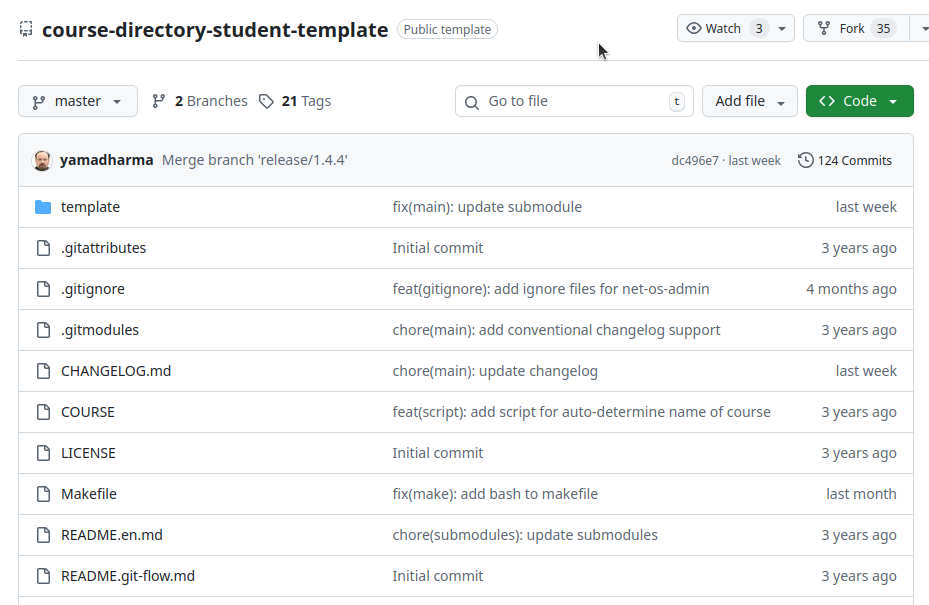 course-directory-student-template Public template Watch 3 Fork 35
master 2 Branches 21 Tags Go to file t Add file Code
yamadharma Merge branch 'release/1.4.4' dc496e7 · last week 124 Commits
template fix(main): update submodule last week
.gitattributes Initial commit 3 years ago
.gitignore feat(gitignore): add ignore files for net-os-admin 4 months ago
.gitmodules chore(main): add conventional changelog support 3 years ago
CHANGELOG.md chore(main): update changelog last week
COURSE feat(script): add script for auto-determine name of course 3 years ago
LICENSE Initial commit 3 years ago
Makefile fix(make): add bash to makefile last month
README.en.md chore(submodules): update submodules 3 years ago
README.git-flow.md Initial commit 3 years ago